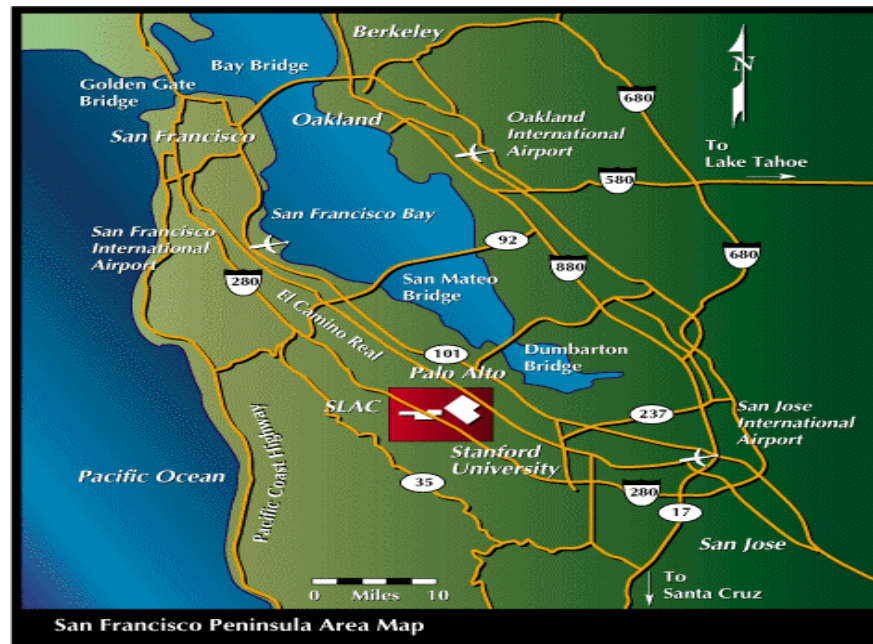 Berkeley
Bay Bridge
Golden Gate
Bridge
N
680
San Francisco
Oakland
Oakland
International
Airport
To
Lake Tahoe
580
San Francisco Bay
San Francisco
International
Airport
92
680
280
880
San Mateo
Bridge
El Camino Real
101
Dumbarton
Bridge
Palo Alto
SLAC
237
San Jose
International
Airport
Stanford
University
Pacific Ocean
Pacific Coast Highway
35
280
17
San Jose
0 Miles 10
To
Santa Cruz
San Francisco Peninsula Area Map